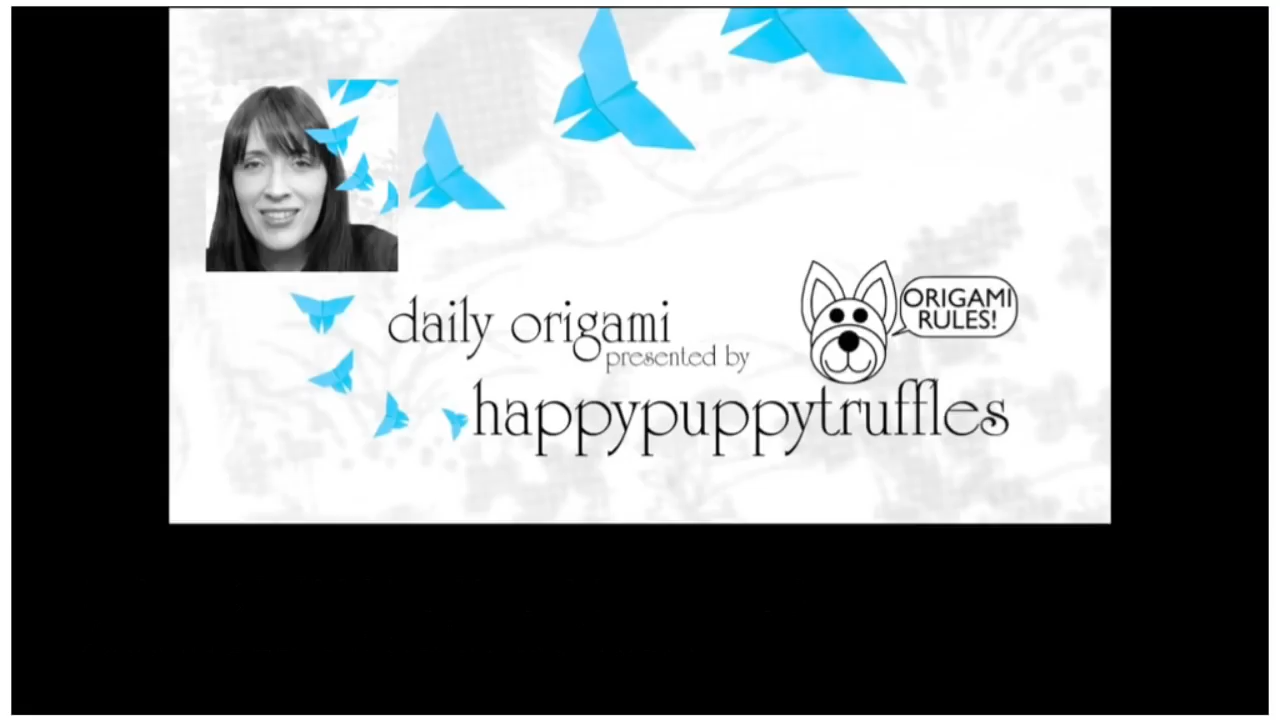 daily origami
presented by
happypuppytruffles
ORIGAMI
RULES!